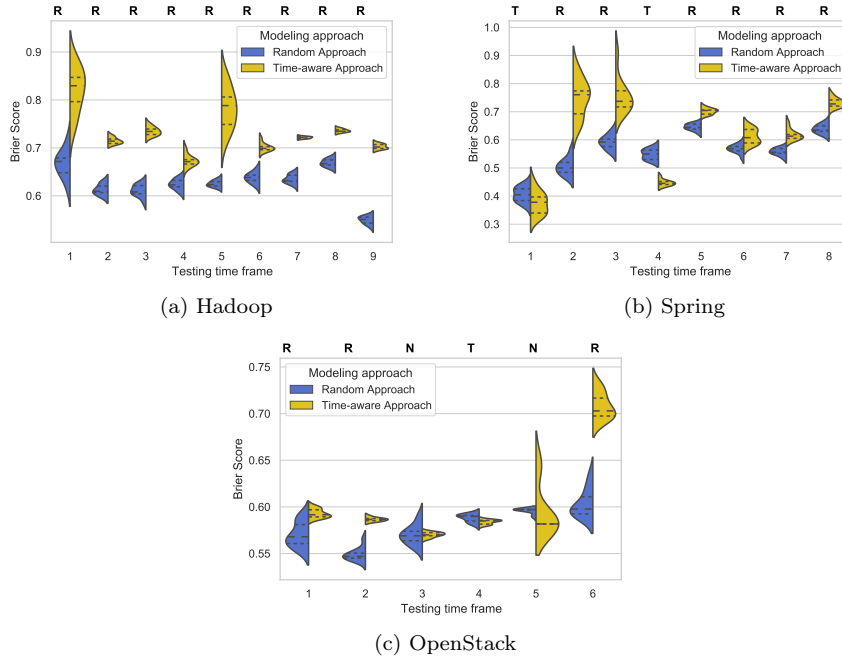 R R R R R R R R R
Modeling approach
Random Approach
Time-aware Approach
0.9
0.8
0.7
0.6
Brier Score
1 2 3 4 5 6 7 8 9
Testing time frame
(a) Hadoop
T R R T R R R R
Modeling approach
Random Approach
Time-aware Approach
1.0
0.9
0.8
0.7
0.6
0.5
0.4
0.3
Brier Score
1 2 3 4 5 6 7 8
Testing time frame
(b) Spring
R R N T N R
Modeling approach
Random Approach
Time-aware Approach
0.75
0.70
0.65
0.60
0.55
Brier Score
1 2 3 4 5 6
Testing time frame
(c) OpenStack